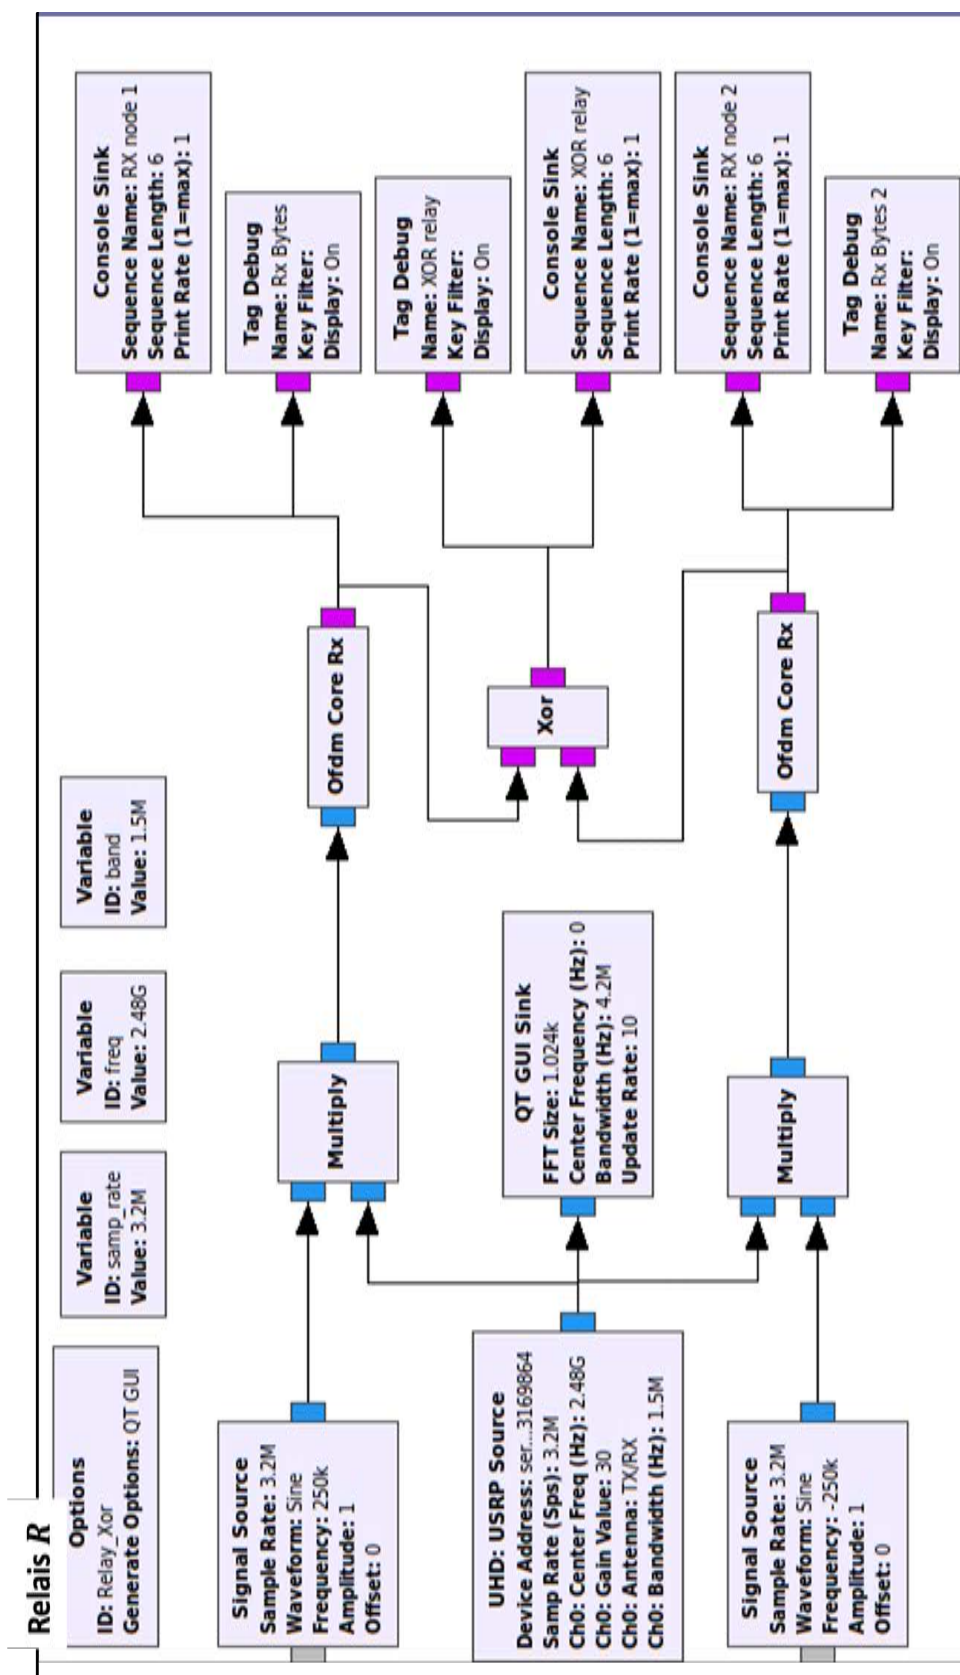 Relais R
Options
ID: Relay_Xor
Generate Options: QT GUI
Variable
ID: samp_rate
Value: 3.2M
Variable
ID: freq
Value: 2.48G
Variable
ID: band
Value: 1.5M
Signal Source
Sample Rate: 3.2M
Waveform: Sine
Frequency: 250k
Amplitude: 1
Offset: 0
Multiply
Ofdm Core Rx
Console Sink
Sequence Name: RX node 1
Sequence Length: 6
Print Rate (1=max): 1
Tag Debug
Name: Rx Bytes
Key Filter:
Display: On
Tag Debug
Name: XOR relay
Key Filter:
Display: On
UHD: USRP Source
Device Address: ser...3169864
Samp Rate (Sps): 3.2M
Ch0: Center Freq (Hz): 2.48G
Ch0: Gain Value: 30
Ch0: Antenna: TX/RX
Ch0: Bandwidth (Hz): 1.5M
QT GUI Sink
FFT Size: 1.024k
Center Frequency (Hz): 0
Bandwidth (Hz): 4.2M
Update Rate: 10
Xor
Console Sink
Sequence Name: XOR relay
Sequence Length: 6
Print Rate (1=max): 1
Signal Source
Sample Rate: 3.2M
Waveform: Sine
Frequency: -250k
Amplitude: 1
Offset: 0
Multiply
Ofdm Core Rx
Console Sink
Sequence Name: RX node 2
Sequence Length: 6
Print Rate (1=max): 1
Tag Debug
Name: Rx Bytes 2
Key Filter:
Display: On